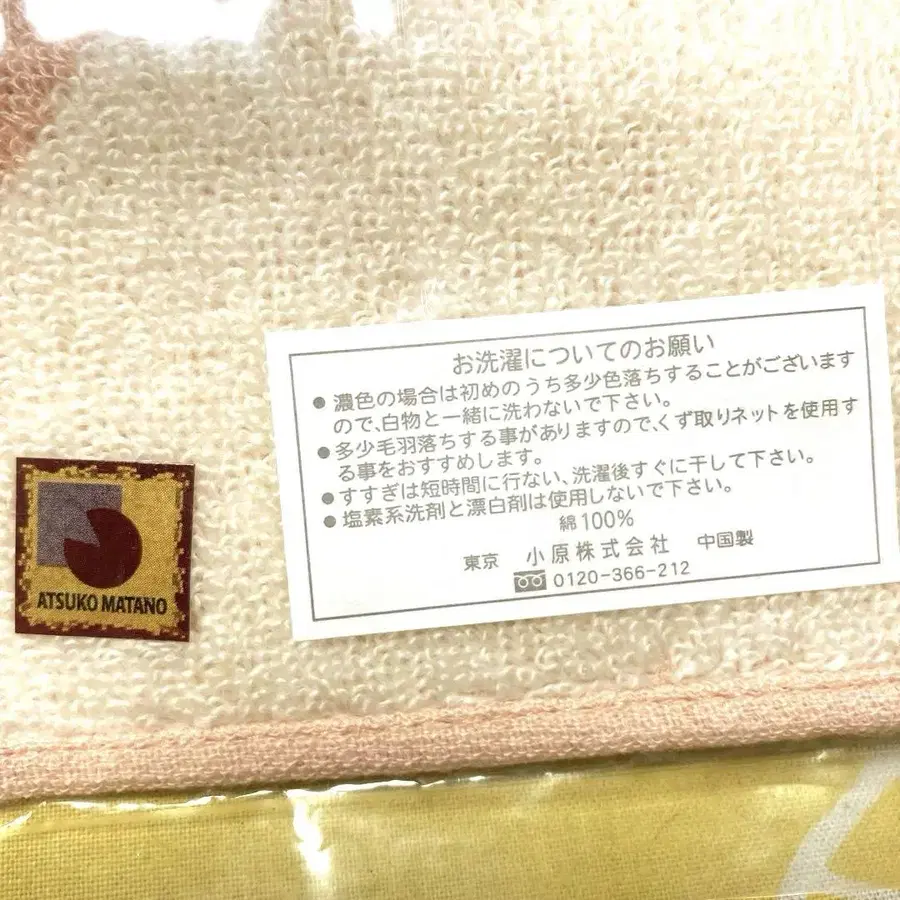 お洗濯についてのお願い
● 濃色の場合は初めのうち多少色落ちすることがございます
ので、白物と一緒に洗わないで下さい。
● 多少毛羽落ちする事がありますので、くず取りネットを使用す
る事をおすすめします。
● すすぎは短時間に行ない、洗濯後すぐに干して下さい。
● 塩素系洗剤と漂白剤は使用しないで下さい。
綿100%
東京 小原株式会社 中国製
0120-366-212
ATSUKO MATANO